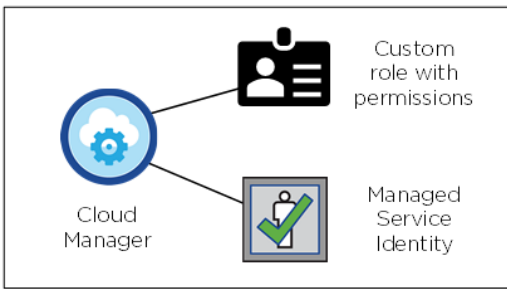 Custom
role with
permissions
Cloud
Manager
Managed
Service
Identity